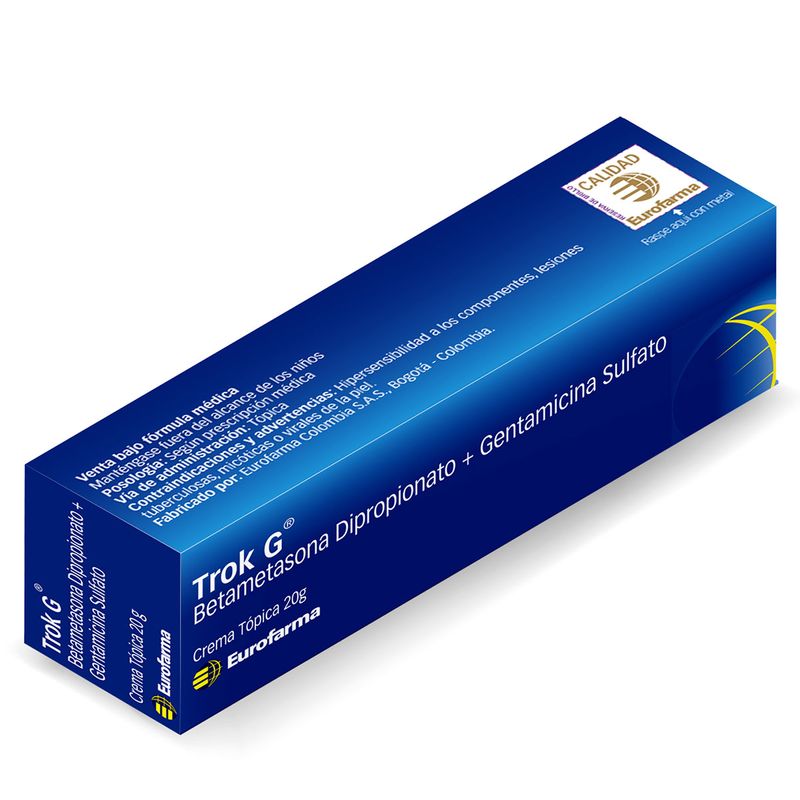 CALIDAD
RESERVA DE BRILLO
Eurofarma
Raspe aquí con metal
Venta bajo fórmula médica
Manténgase fuera del alcance de los niños
Posología: Según prescripción médica
Vía de administración: Tópica
Contraindicaciones y advertencias: Hipersensibilidad a los componentes, lesiones
tuberculosas, micóticas o virales de la piel.
Fabricado por: Eurofarma Colombia S.A.S., Bogotá - Colombia.
Trok G®
Betametasona Dipropionato + Gentamicina Sulfato
Crema Tópica 20g
Eurofarma
Trok G®
Betametasona Dipropionato +
Gentamicina Sulfato
Crema Tópica 20 g
Eurofarma